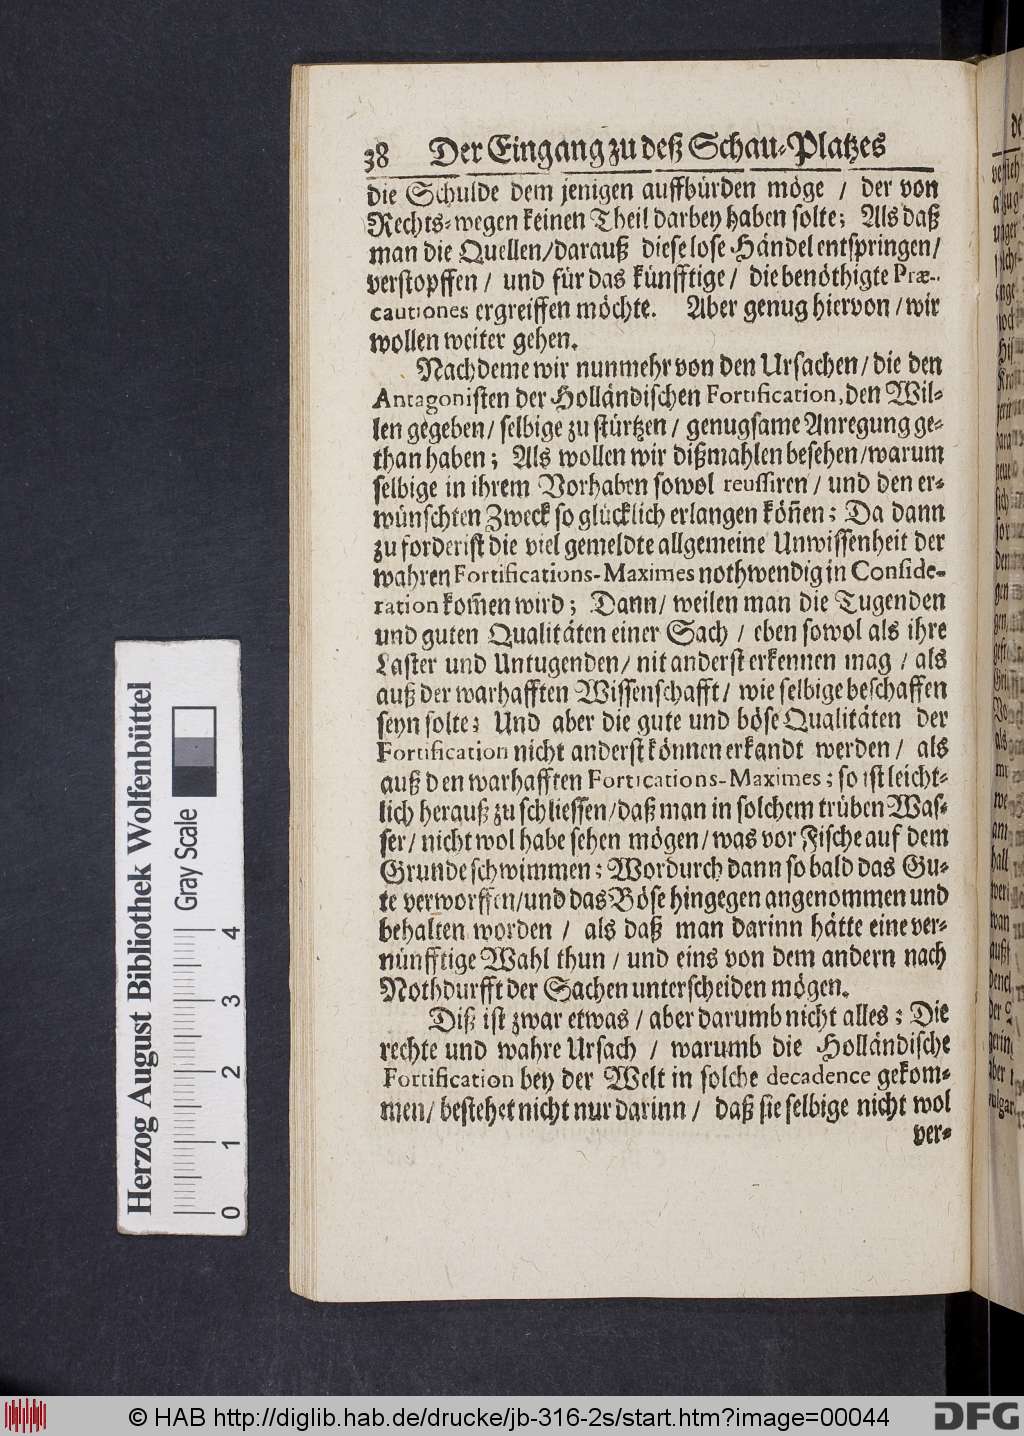 38 Der Eingang zu deß Schau-Platzes
die Schulde dem jenigen auffbürden möge / der von
Rechts-wegen keinen Theil darbey haben solte; Als daß
man die Quellen/darauß diese lose Händel entspringen/
verstopffen / und für das künfftige / die benöthigte Præ-
cautiones ergreiffen möchte. Aber genug hiervon / wir
wollen weiter gehen.
Nachdeme wir nunmehr von den Ursachen / die den
Antagonisten der Holländischen Fortification, den Wil-
len gegeben / selbige zu stürtzen / genugsame Anregung ge-
than haben; Als wollen wir dißmahlen besehen/warum
selbige in ihrem Vorhaben sowol reussiren / und den er-
wünschten Zweck so glücklich erlangen köñen; Da dann
zu forderist die viel gemeldte allgemeine Unwissenheit der
wahren Fortifications-Maximes nothwendig in Conside-
ration kom̃en wird; Dann/ weilen man die Tugenden
und guten Qualitäten einer Sach / eben sowol als ihre
Laster und Untugenden/ nit anderst erkennen mag / als
auß der warhafften Wissenschafft / wie selbige beschaffen
seyn solte; Und aber die gute und böse Qualitäten der
Fortification nicht anderst können erkandt werden / als
auß den warhafften Fortications-Maximes; so ist leicht-
lich herauß zu schliessen/daß man in solchem trüben Was-
ser / nicht wol habe sehen mögen / was vor Fische auf dem
Grunde schwimmen; Wordurch dann so bald das Gu-
te verworffen/und das Böse hingegen angenommen und
behalten worden / als daß man darinn hätte eine ver-
nünfftige Wahl thun / und eins von dem andern nach
Nothdurfft der Sachen unterscheiden mögen.
Diß ist zwar etwas / aber darumb nicht alles; Die
rechte und wahre Ursach / warumb die Holländische
Fortification bey der Welt in solche decadence gekom-
men/ bestehet nicht nur darinn / daß sie selbige nicht wol
ver-
Herzog August Bibliothek Wolfenbüttel
Gray Scale
0 1 2 3 4
© HAB http://diglib.hab.de/drucke/jb-316-2s/start.htm?image=00044
DFG